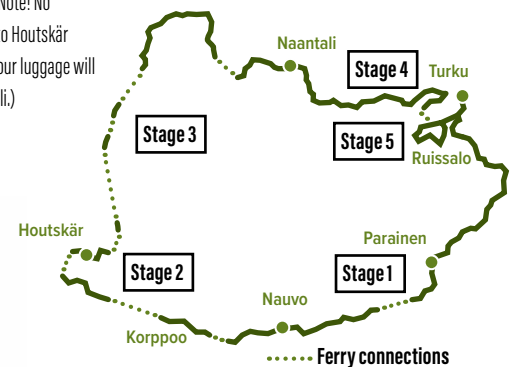 Note! No
o Houtskär
our luggage will
li.)
Naantali
Stage 4
Turku
Stage 3
Stage 5
Ruissalo
Houtskär
Parainen
Stage 2
Stage 1
Nauvo
Korppoo
Ferry connections